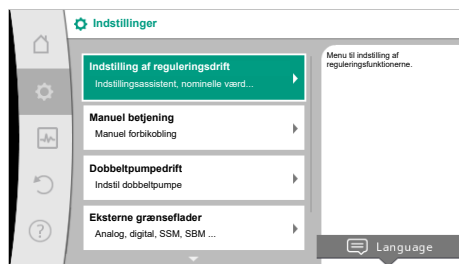 Indstillinger
Indstilling af reguleringsdrift
Indstillingsassistent, nominelle værd...
Manuel betjening
Manuel forbikobling
Dobbeltpumpedrift
Indstil dobbeltpumpe
Eksterne grænseflader
Analog, digital, SSM, SBM ...
Menu til indstilling af
reguleringsfunktionerne.
Language